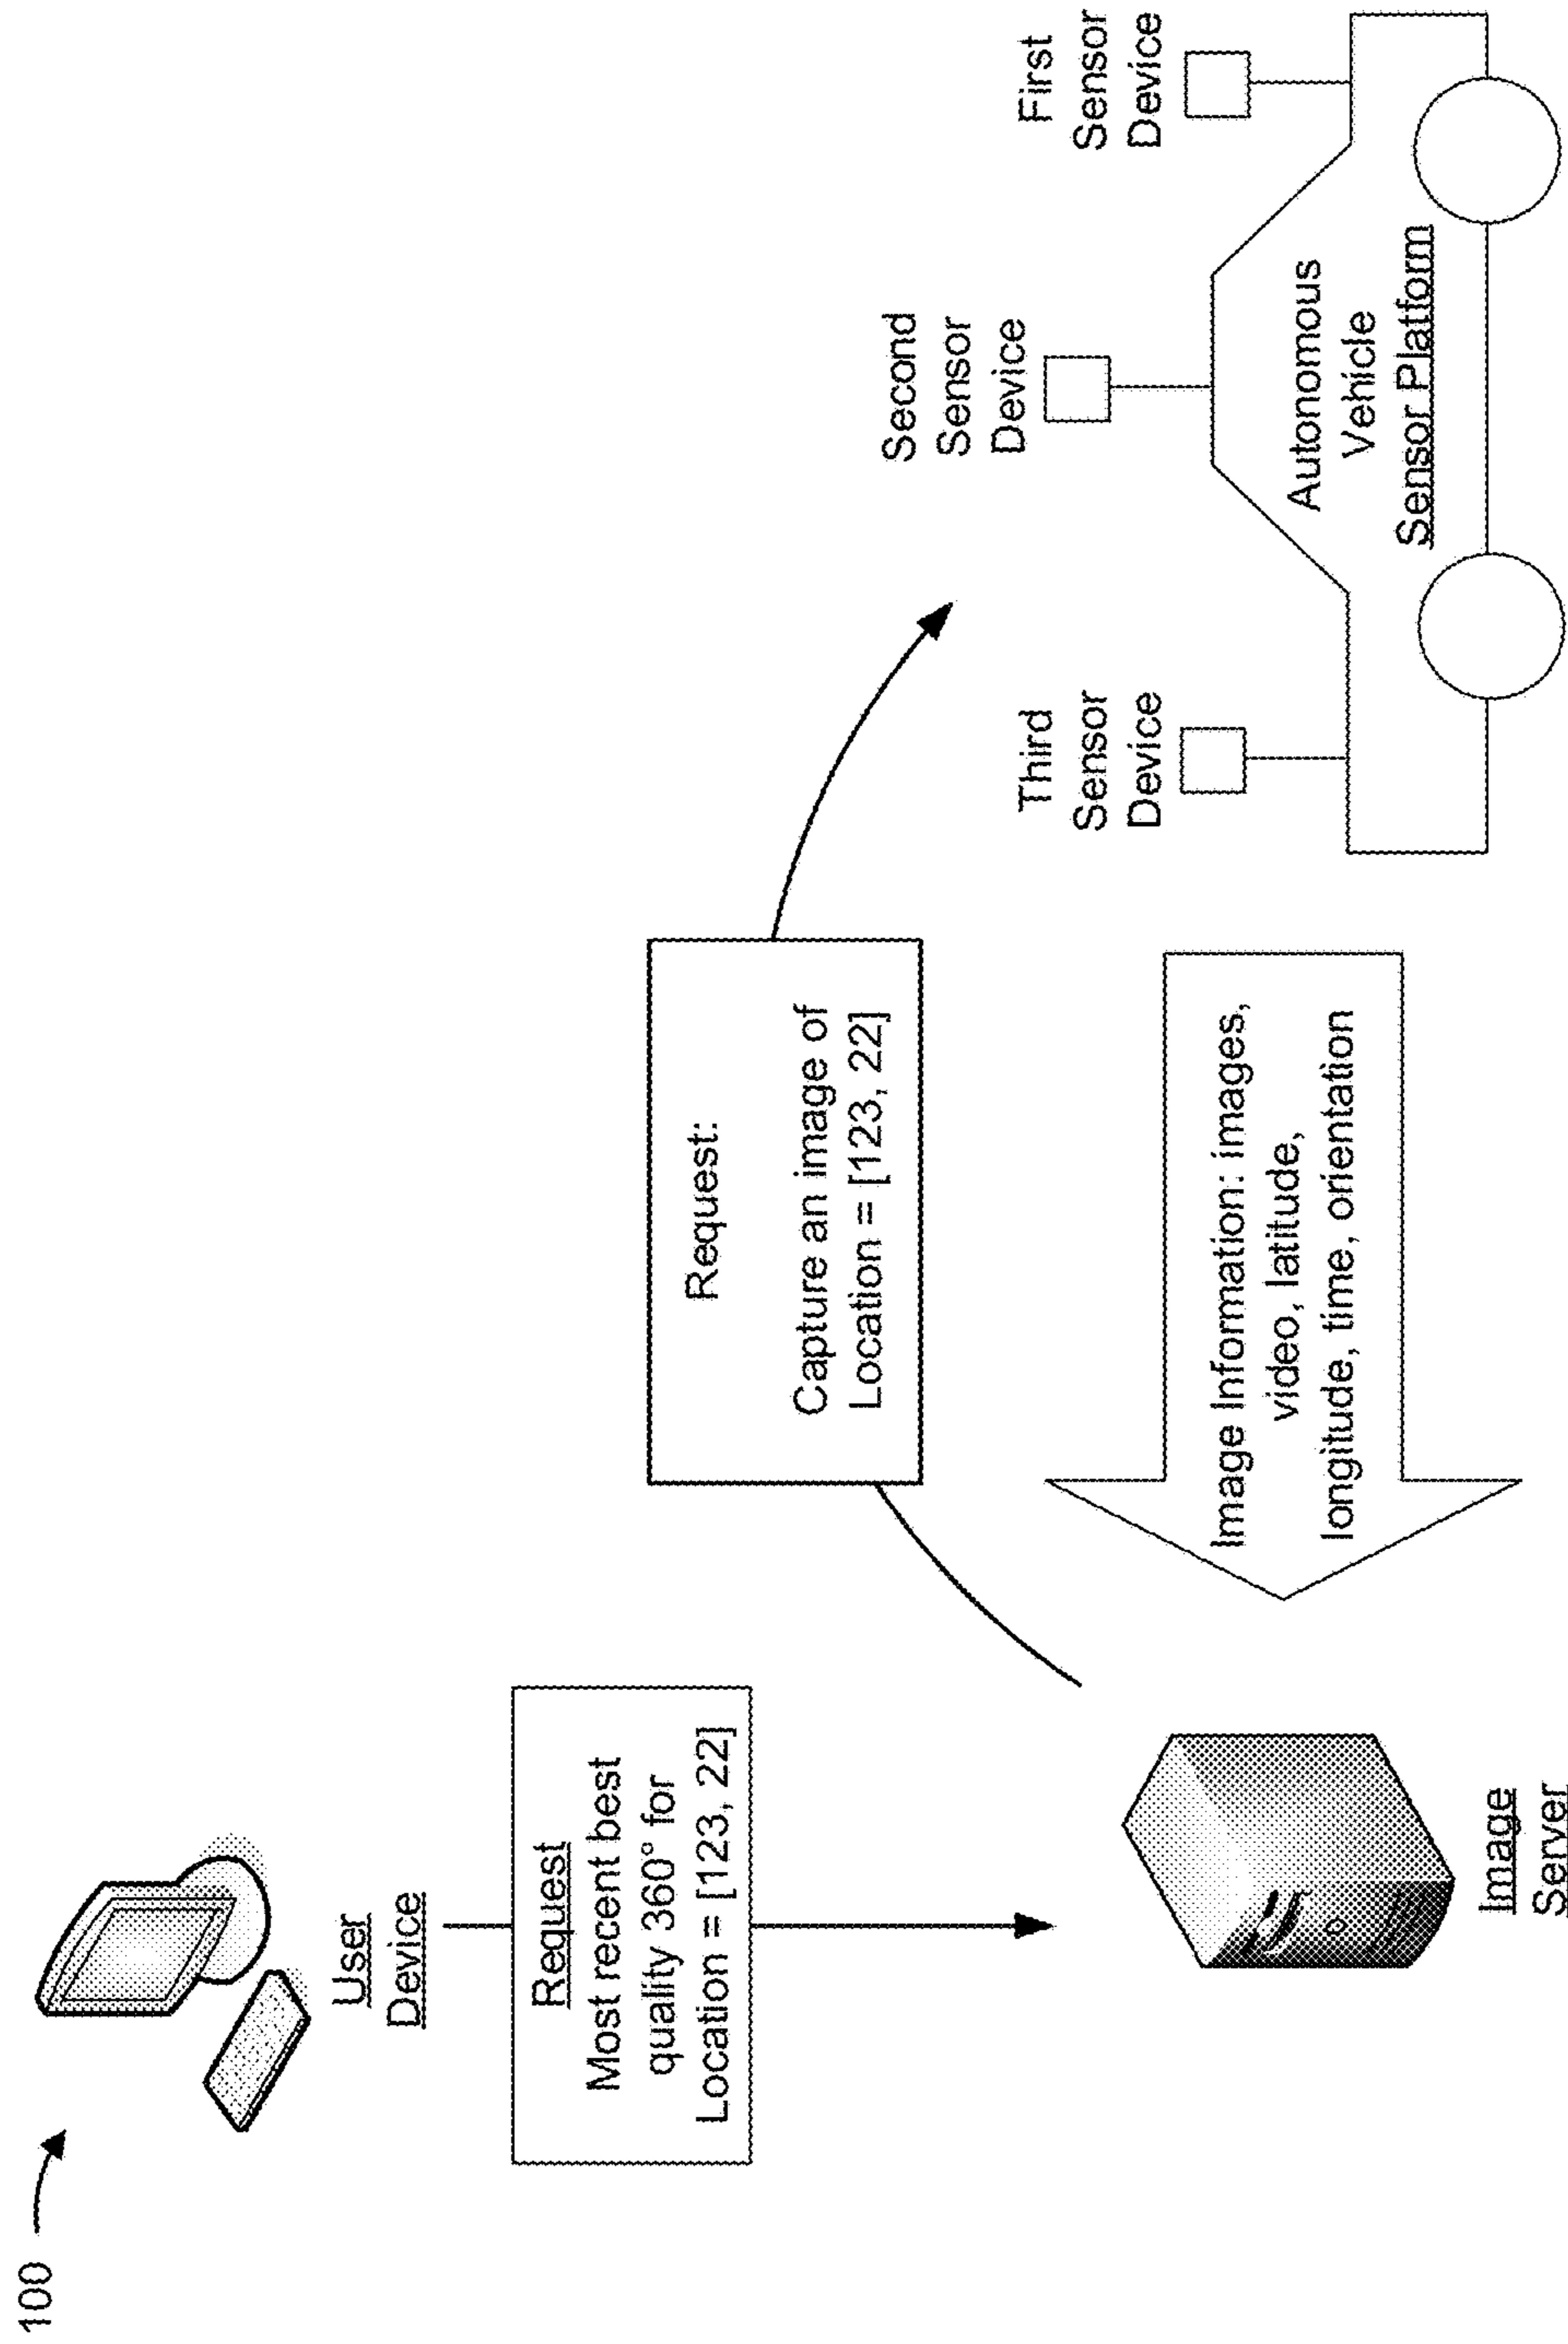 100
User
Device
Request
Most recent best
quality 360° for
Location = [123, 22]
Image
Server
Request:
Capture an image of
Location = [123, 22]
Image Information: images,
video, latitude,
longitude, time, orientation
Third
Sensor
Device
Second
Sensor
Device
First
Sensor
Device
Autonomous
Vehicle
Sensor Platform